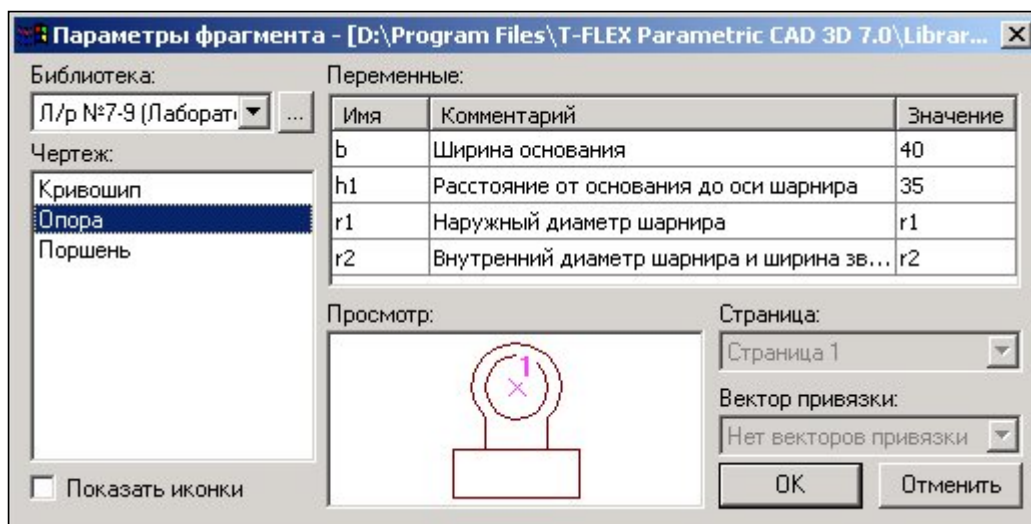 Параметры фрагмента - [D:\Program Files\T-FLEX Parametric CAD 3D 7.0\Librar...
Библиотека:
Л/р №7-9 (Лаборат
...
Чертеж:
Кривошип
Опора
Поршень
Показать иконки
Переменные:
Имя Комментарий Значение
b Ширина основания 40
h1 Расстояние от основания до оси шарнира 35
r1 Наружный диаметр шарнира r1
r2 Внутренний диаметр шарнира и ширина зв... r2
Просмотр:
1
Страница:
Страница 1
Вектор привязки:
Нет векторов привязки
OK Отменить